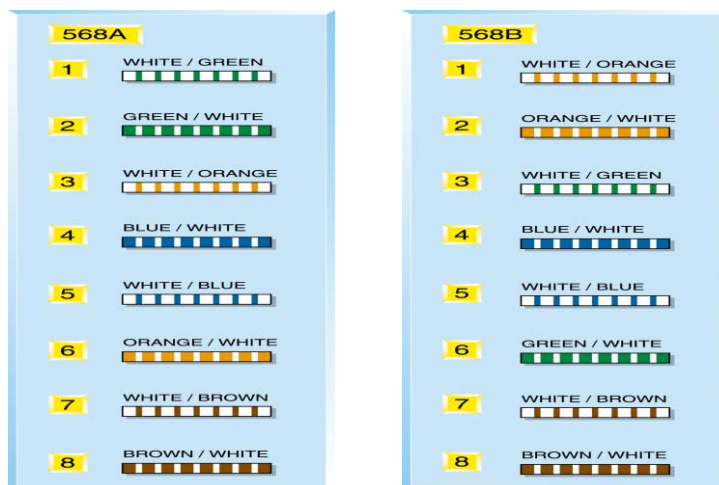 568A
1 WHITE / GREEN
2 GREEN / WHITE
3 WHITE / ORANGE
4 BLUE / WHITE
5 WHITE / BLUE
6 ORANGE / WHITE
7 WHITE / BROWN
8 BROWN / WHITE
568B
1 WHITE / ORANGE
2 ORANGE / WHITE
3 WHITE / GREEN
4 BLUE / WHITE
5 WHITE / BLUE
6 GREEN / WHITE
7 WHITE / BROWN
8 BROWN / WHITE